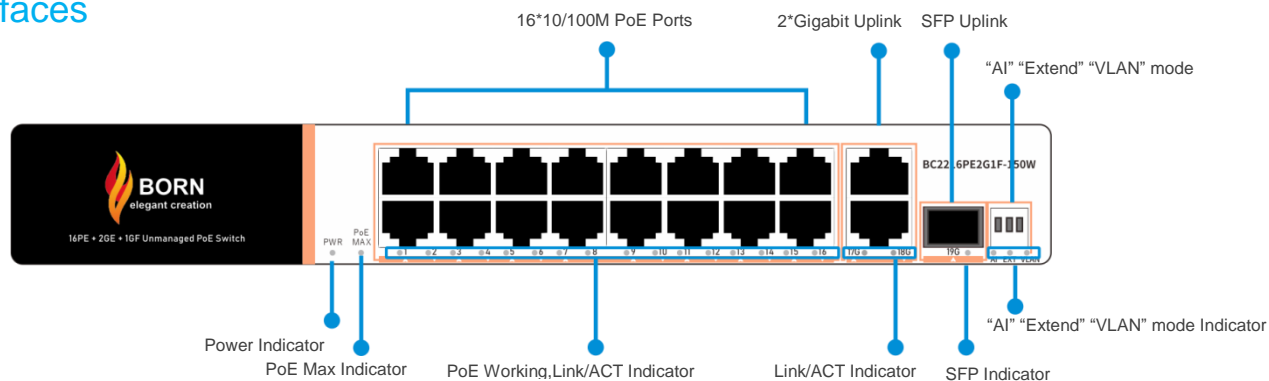 faces
16*10/100M PoE Ports
2*Gigabit Uplink
SFP Uplink
“AI” “Extend” “VLAN” mode
BORN
elegant creation
16PE + 2GE + 1GF Unmanaged PoE Switch
BC2216PE2G1F-150W
PWR
PoE
MAX
1 2 3 4 5 6 7 8 9 10 11 12 13 14 15 16
17G 18G
19G
AI EXT VLAN
“AI” “Extend” “VLAN” mode Indicator
Power Indicator
PoE Max Indicator
PoE Working,Link/ACT Indicator
Link/ACT Indicator
SFP Indicator